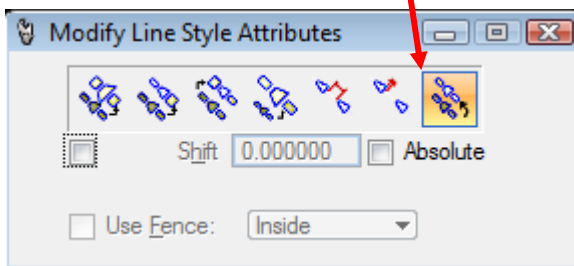 Modify Line Style Attributes
Shift 0.000000 Absolute
Use Fence: Inside